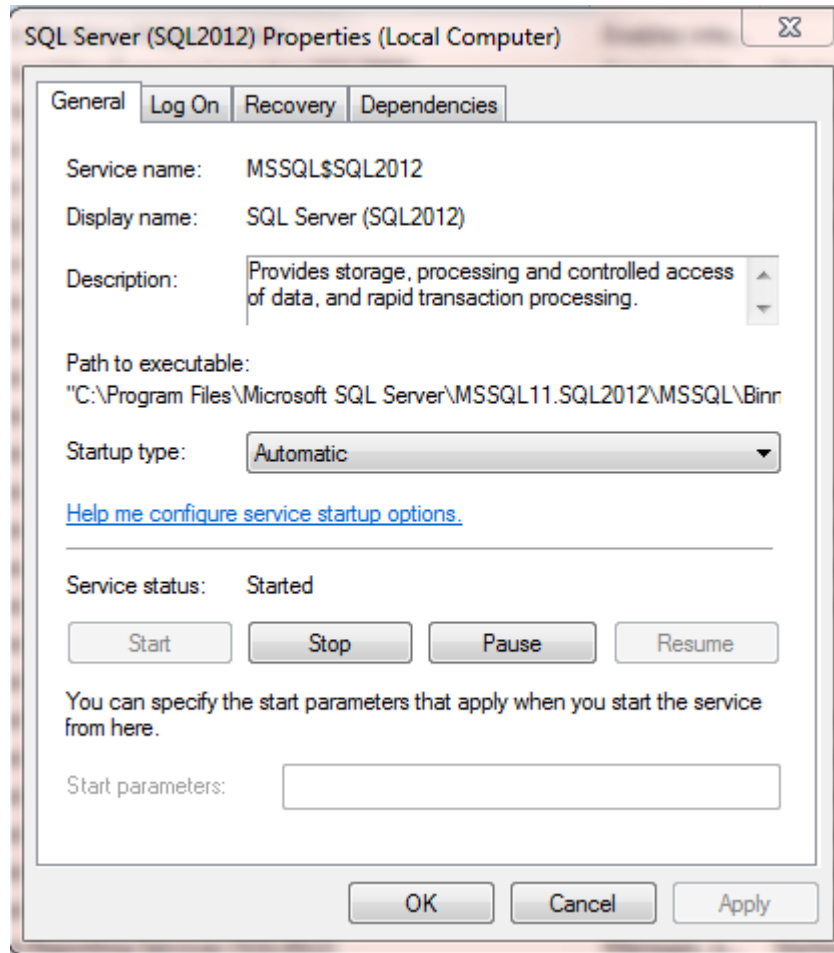 SQL Server (SQL2012) Properties (Local Computer)
General Log On Recovery Dependencies
Service name: MSSQL$SQL2012
Display name: SQL Server (SQL2012)
Description: Provides storage, processing and controlled access
of data, and rapid transaction processing.
Path to executable:
"C:\Program Files\Microsoft SQL Server\MSSQL11.SQL2012\MSSQL\Binn
Startup type: Automatic
Help me configure service startup options.
Service status: Started
Start Stop Pause Resume
You can specify the start parameters that apply when you start the service
from here.
Start parameters:
OK Cancel Apply